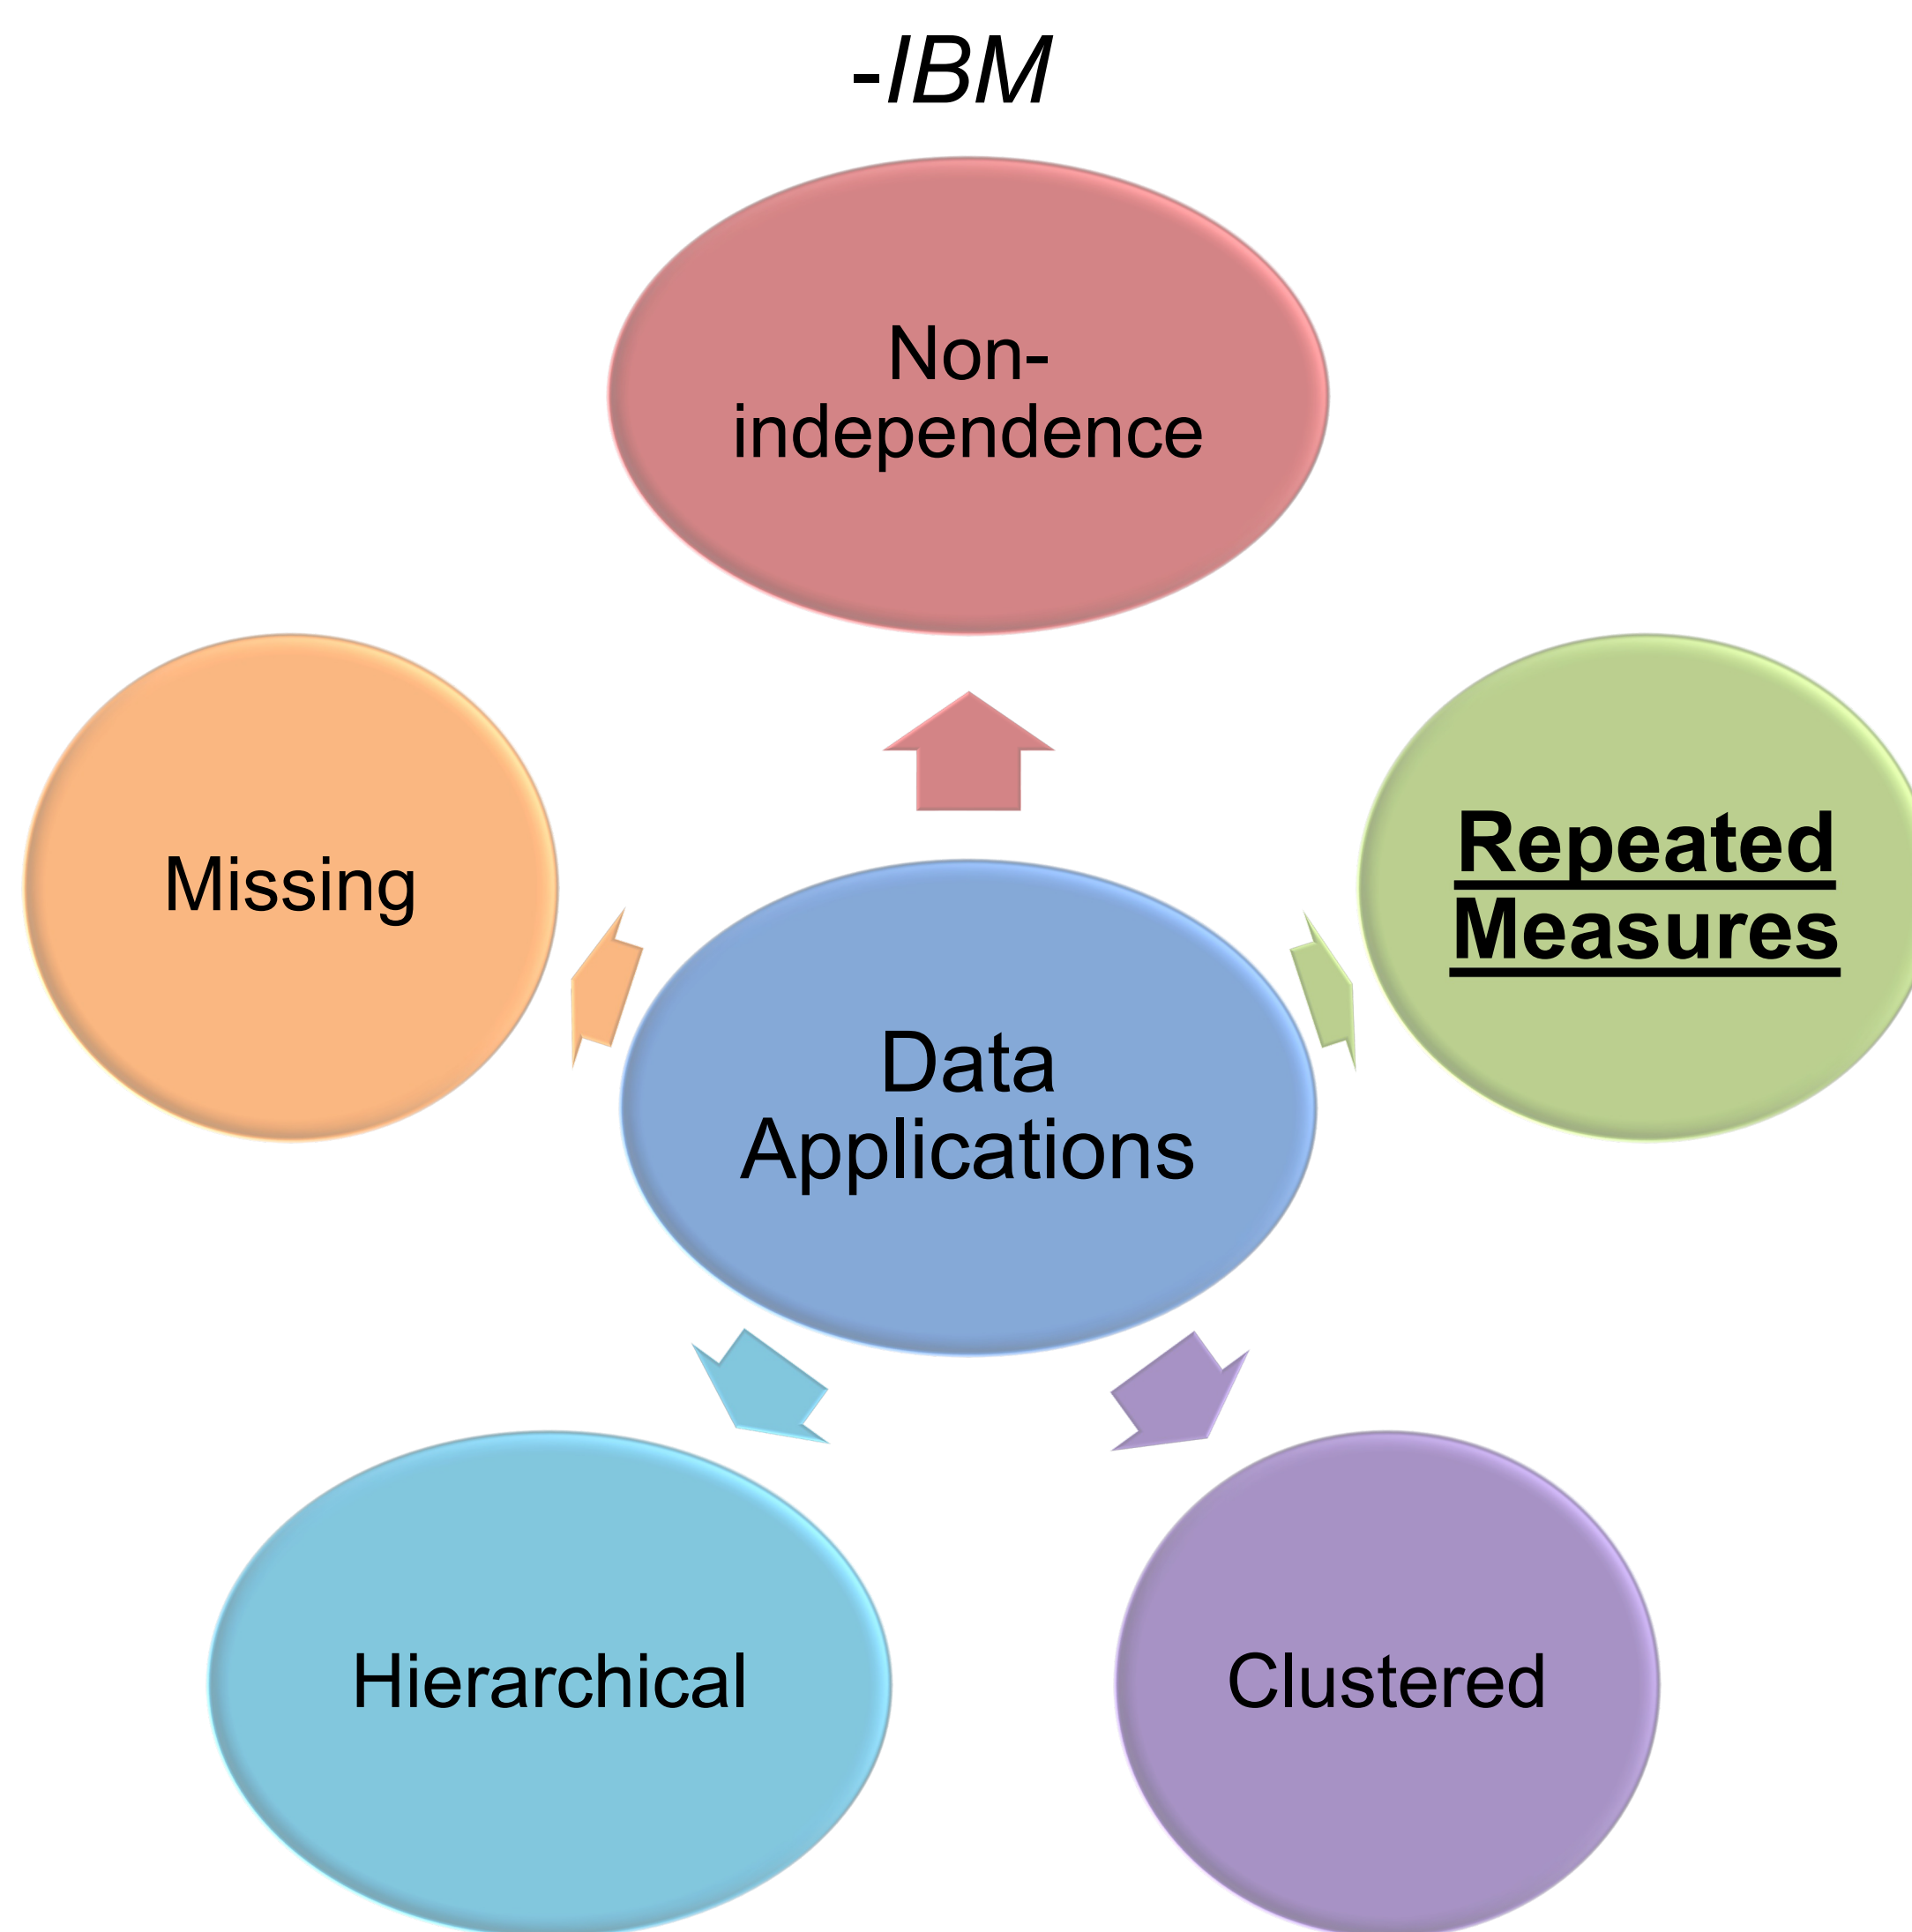 -IBM
Non-
independence
Missing
Repeated
Measures
Data
Applications
Hierarchical
Clustered